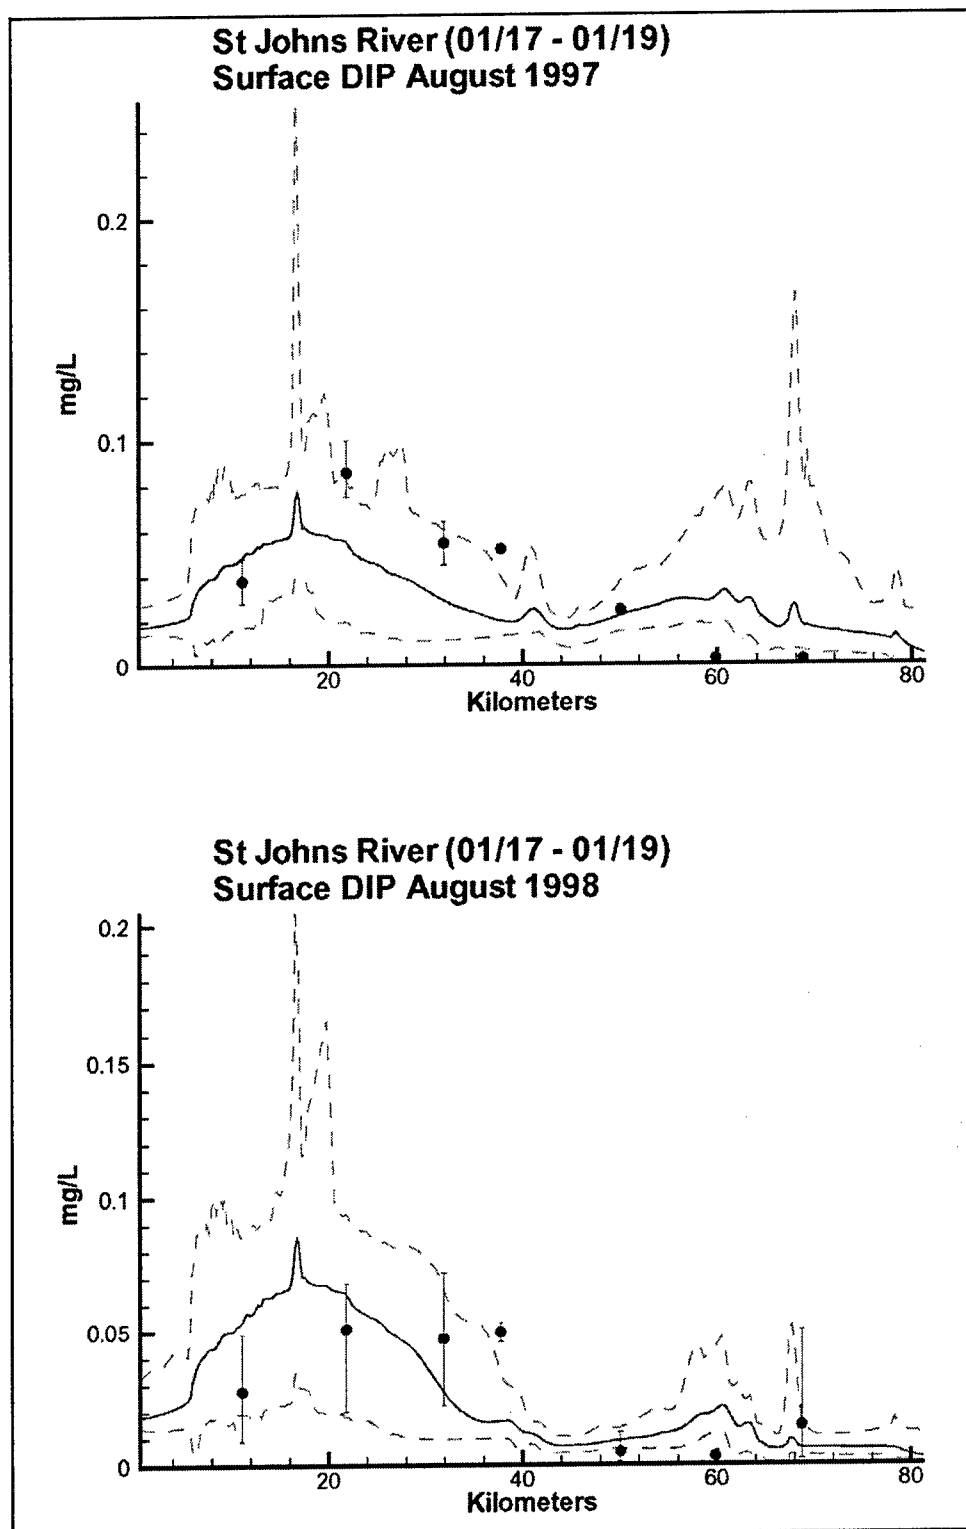 St Johns River (01/17 - 01/19)
Surface DIP August 1997
0.2
0.1
0
mg/L
20
40
60
80
Kilometers
St Johns River (01/17 - 01/19)
Surface DIP August 1998
0.2
0.15
0.1
0.05
0
mg/L
20
40
60
80
Kilometers